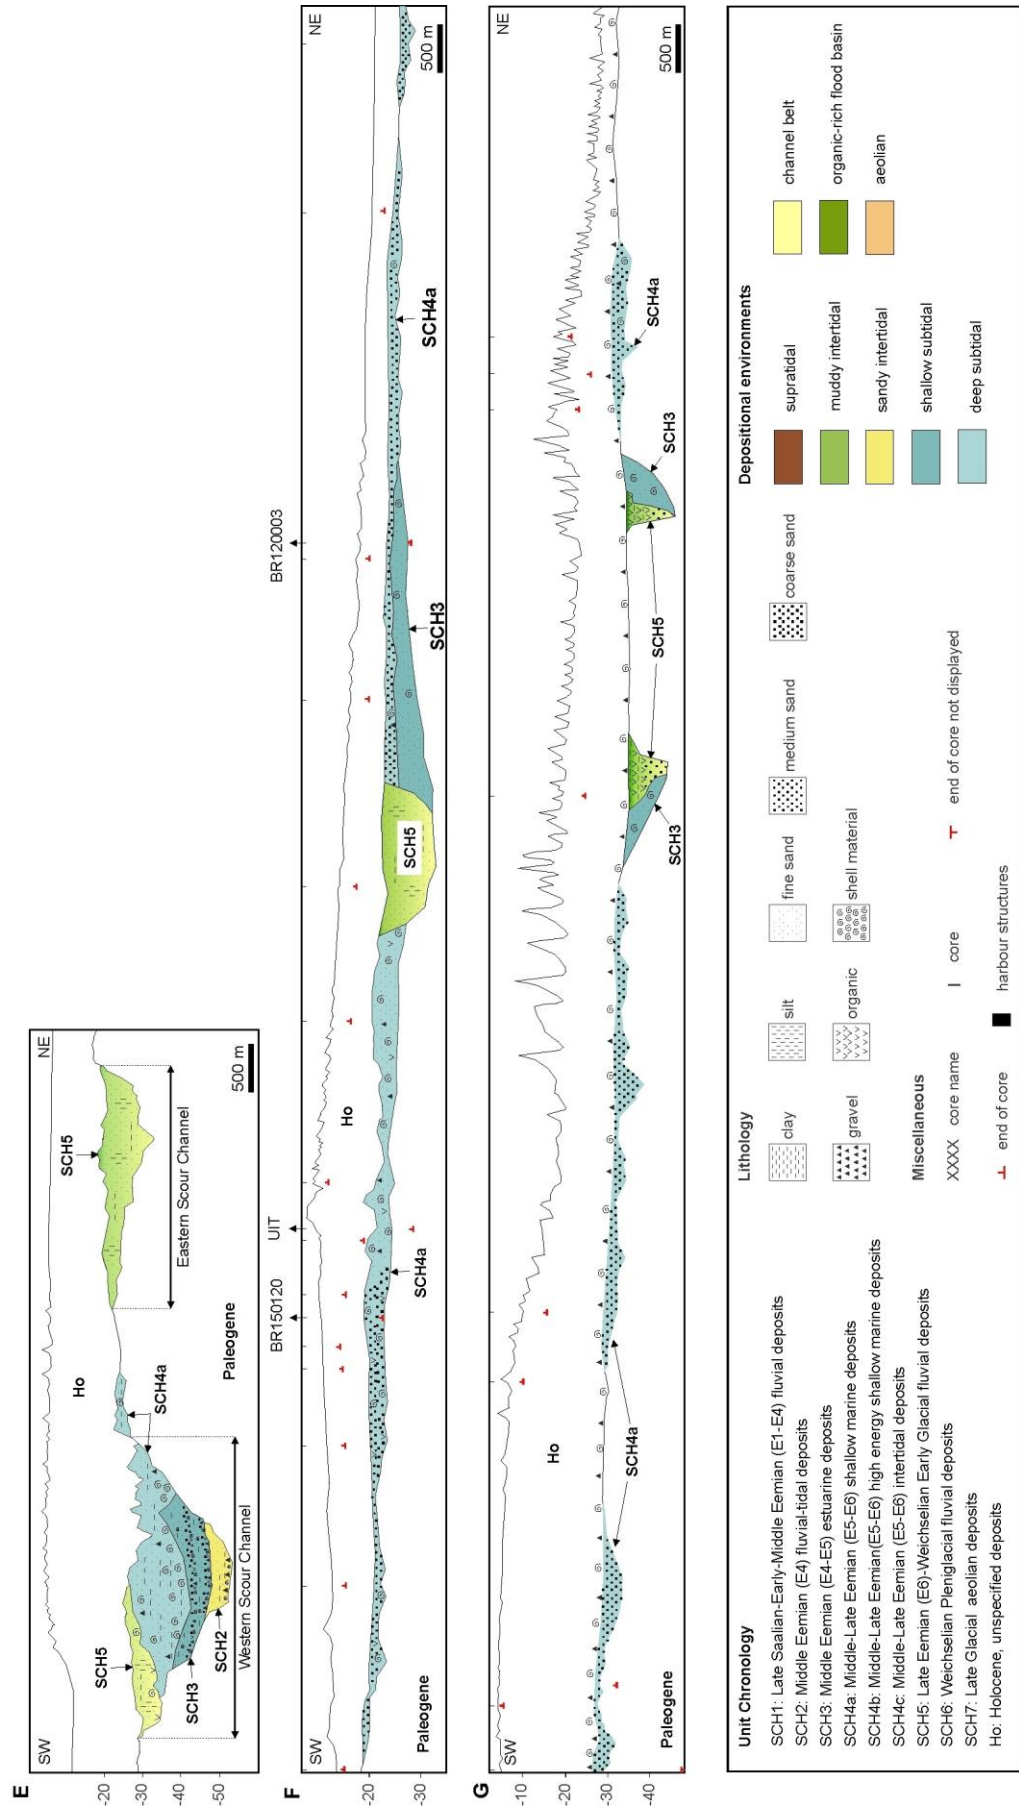 E
SW
NE
SCH5
SCH5
Ho
SCH4a
SCH3
SCH2
Paleogene
Western Scour Channel
Eastern Scour Channel
500 m
-20
-30
-40
-50
F
SW
NE
BR150120
UIT
BR120003
Ho
SCH4a
SCH5
SCH3
SCH4a
Paleogene
500 m
-20
-30
G
SW
NE
Ho
SCH4a
SCH3
SCH5
SCH3
SCH4a
Paleogene
500 m
-10
-20
-30
-40
Unit Chronology
SCH1: Late Saalian-Early-Middle Eemian (E1-E4) fluvial deposits
SCH2: Middle Eemian (E4) fluvial-tidal deposits
SCH3: Middle Eemian (E4-E5) estuarine deposits
SCH4a: Middle-Late Eemian (E5-E6) shallow marine deposits
SCH4b: Middle-Late Eemian(E5-E6) high energy shallow marine deposits
SCH4c: Middle-Late Eemian (E5-E6) intertidal deposits
SCH5: Late Eemian (E6)-Weichselian Early Glacial fluvial deposits
SCH6: Weichselian Pleniglacial fluvial deposits
SCH7: Late Glacial aeolian deposits
Ho: Holocene, unspecified deposits
Lithology
clay
silt
fine sand
medium sand
coarse sand
gravel
organic
shell material
Miscellaneous
XXXX core name
core
end of core not displayed
end of core
harbour structures
Depositional environments
supratidal
channel belt
muddy intertidal
organic-rich flood basin
sandy intertidal
aeolian
shallow subtidal
deep subtidal